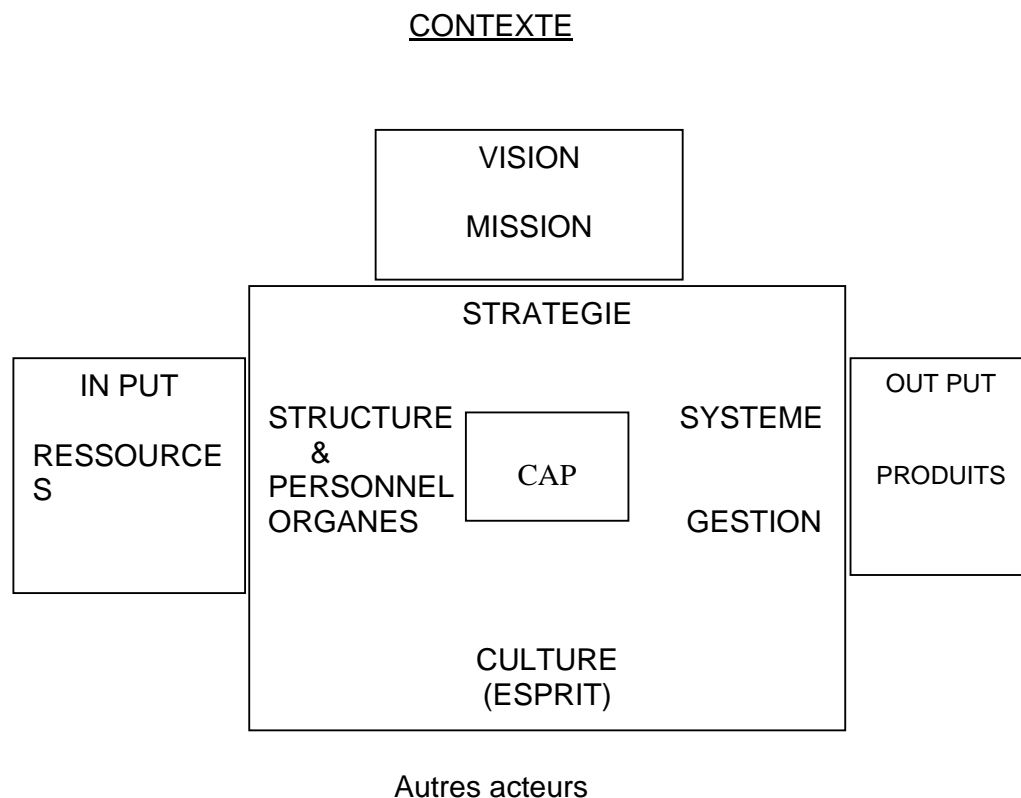 CONTEXTE
VISION
MISSION
STRATEGIE
IN PUT
RESSOURCE
S
STRUCTURE
&
PERSONNEL
ORGANES
CAP
SYSTEME
GESTION
OUT PUT
PRODUITS
CULTURE
(ESPRIT)
Autres acteurs